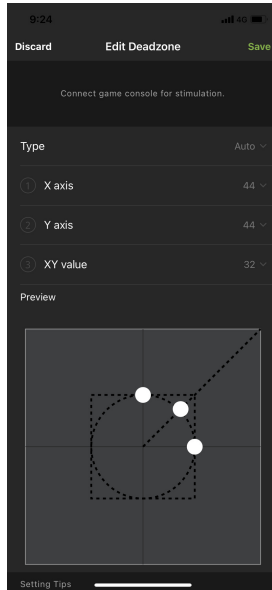 9:24
4G
Discard
Edit Deadzone
Save
Connect game console for stimulation.
Type
Auto
1
X axis
44
2
Y axis
44
3
XY value
32
Preview
Setting Tips